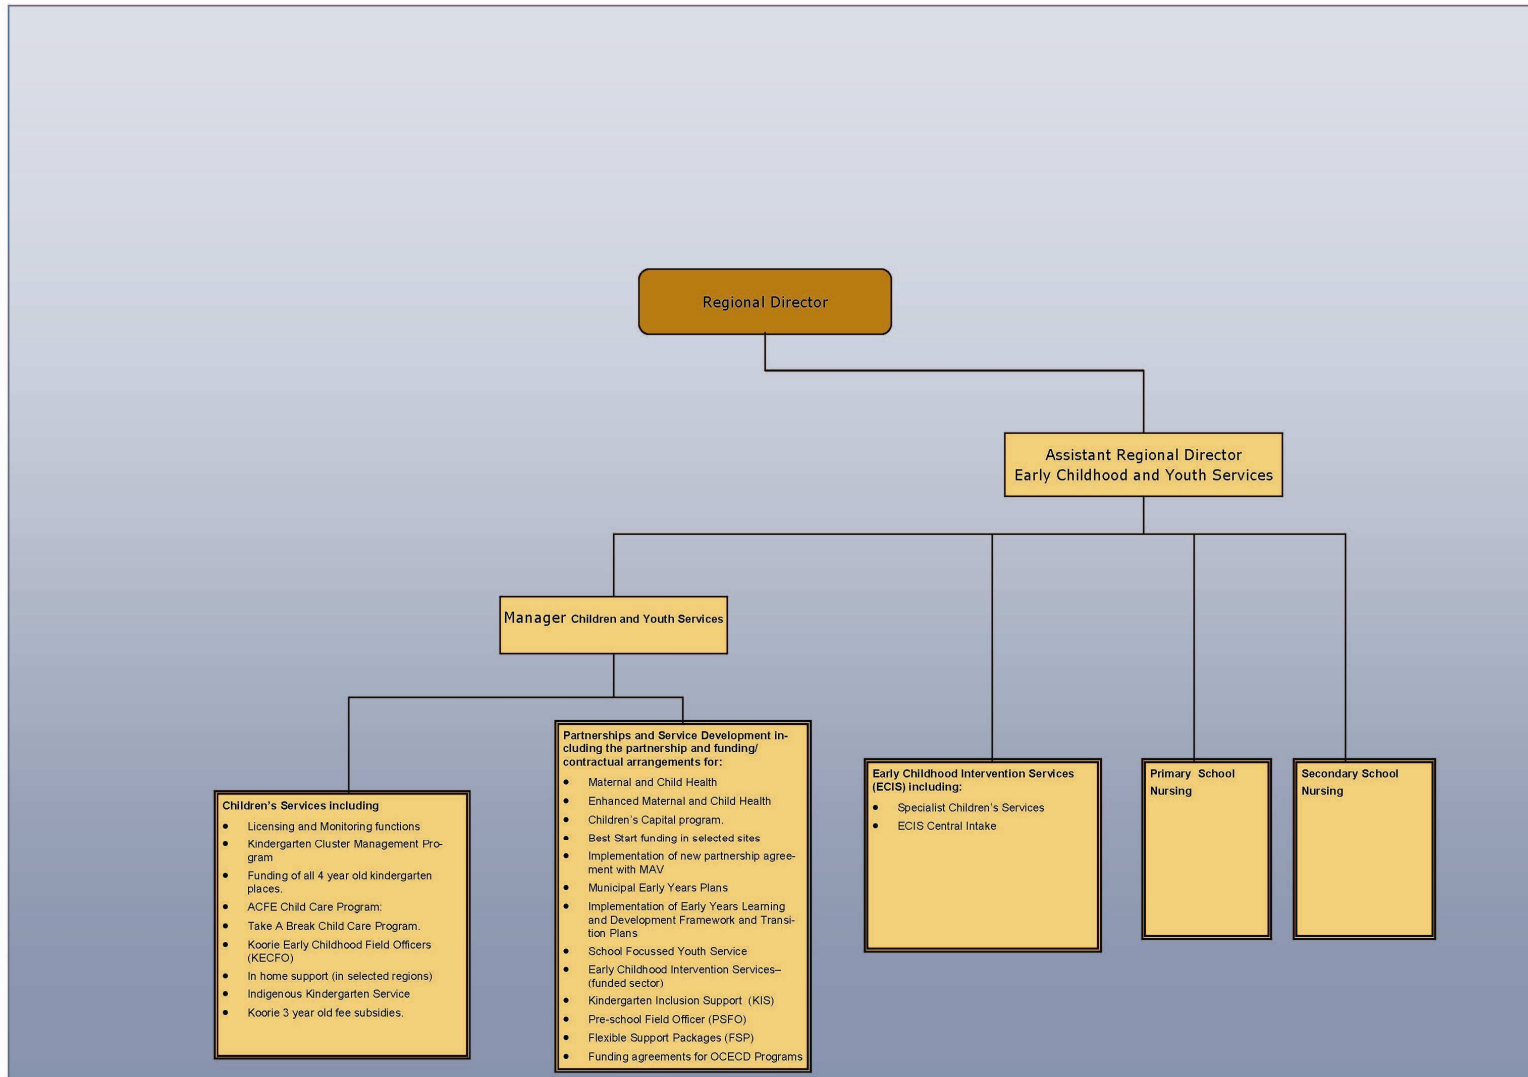 Regional Director
Assistant Regional Director
Early Childhood and Youth Services
Manager Children and Youth Services
Children's Services including
● Licensing and Monitoring functions
● Kindergarten Cluster Management Pro-
gram
● Funding of all 4 year old kindergarten
places.
● ACFE Child Care Program:
● Take A Break Child Care Program.
● Koorie Early Childhood Field Officers
(KECFO)
● In home support (in selected regions)
● Indigenous Kindergarten Service
● Koorie 3 year old fee subsidies.
Partnerships and Service Development in-
cluding the partnership and funding/
contractual arrangements for:
● Maternal and Child Health
● Enhanced Maternal and Child Health
● Children's Capital program.
● Best Start funding in selected sites
● Implementation of new partnership agree-
ment with MAV
● Municipal Early Years Plans
● Implementation of Early Years Learning
and Development Framework and Transi-
tion Plans
● School Focussed Youth Service
● Early Childhood Intervention Services–
(funded sector)
● Kindergarten Inclusion Support (KIS)
● Pre-school Field Officer (PSFO)
● Flexible Support Packages (FSP)
● Funding agreements for OCECD Programs
Early Childhood Intervention Services
(ECIS) including:
● Specialist Children's Services
● ECIS Central Intake
Primary School
Nursing
Secondary School
Nursing